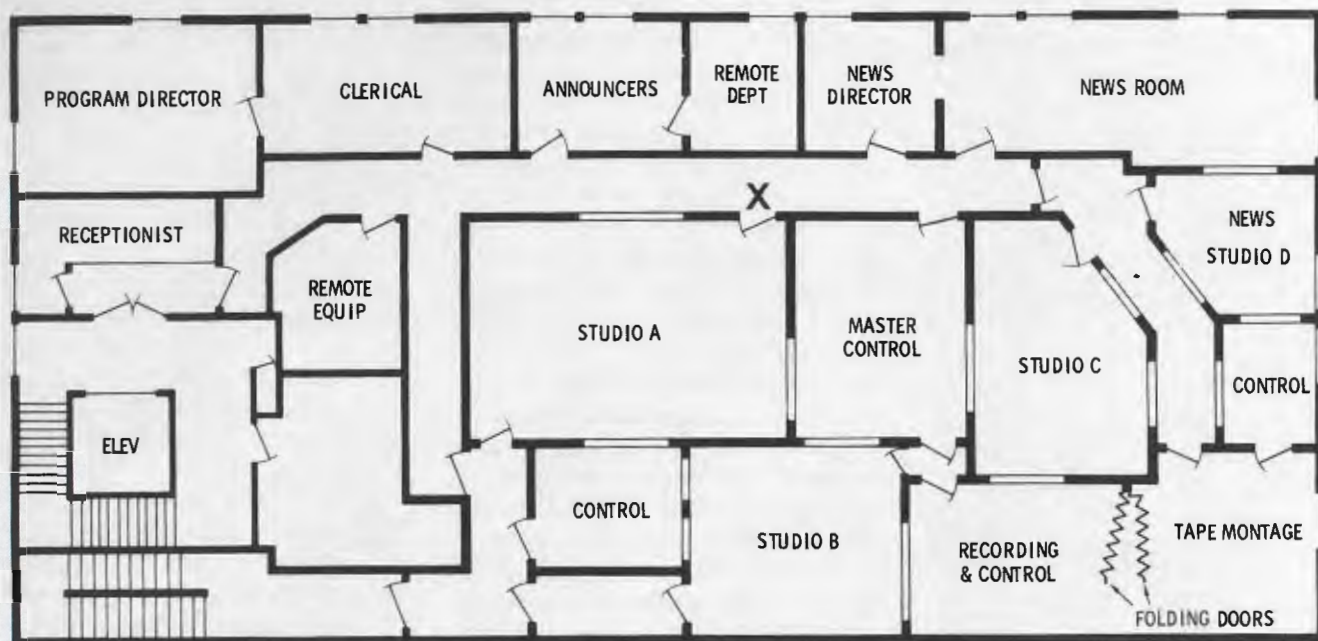 PROGRAM DIRECTOR
CLERICAL
ANNOUNCERS
REMOTE
DEPT
NEWS
DIRECTOR
NEWS ROOM
X
RECEPTIONIST
REMOTE
EQUIP
STUDIO A
MASTER
CONTROL
STUDIO C
NEWS
STUDIO D
CONTROL
ELEV
CONTROL
STUDIO B
RECORDING
& CONTROL
TAPE MONTAGE
FOLDING DOORS